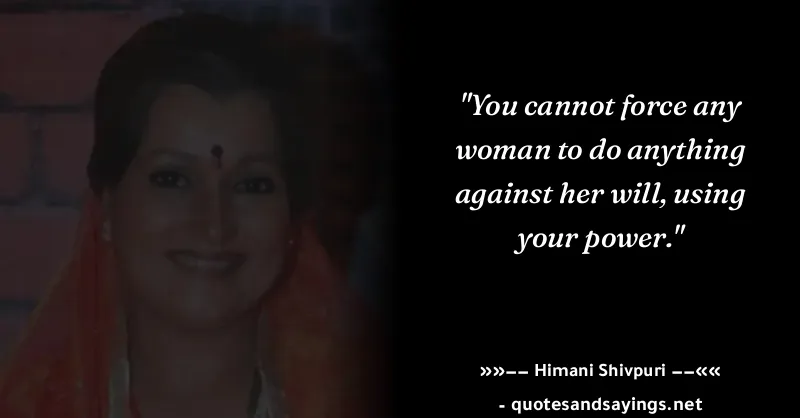 "You cannot force any
woman to do anything
against her will, using
your power."
»»−− Himani Shivpuri −−««
- quotesandsayings.net